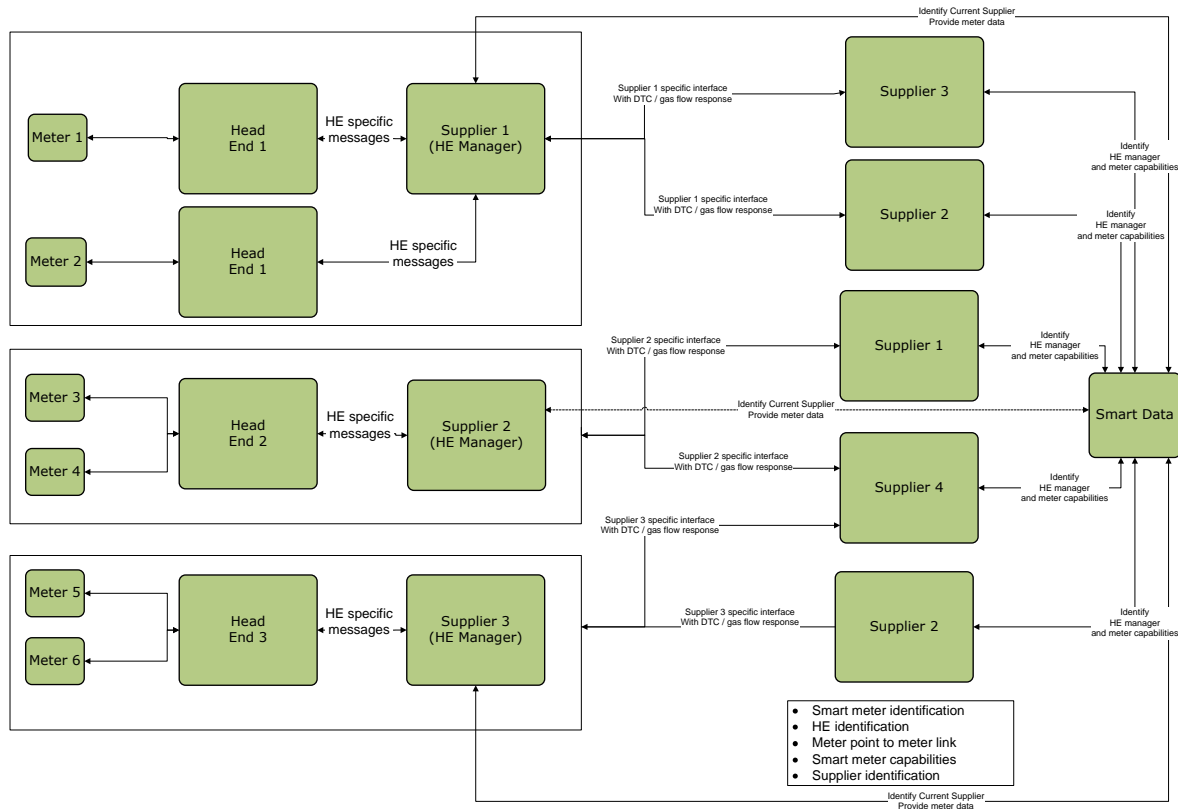 Identify Current Supplier
Provide meter data
Meter 1
Head
End 1
HE specific
messages
Supplier 1
(HE Manager)
Supplier 1 specific interface
With DTC / gas flow response
Supplier 3
Identify
HE manager
and meter capabilities
Meter 2
Head
End 1
HE specific
messages
Supplier 1 specific interface
With DTC / gas flow response
Supplier 2
Identify
HE manager
and meter capabilities
Supplier 2 specific interface
With DTC / gas flow response
Supplier 1
Identify
HE manager
and meter capabilities
Meter 3
Meter 4
Head
End 2
HE specific
messages
Supplier 2
(HE Manager)
Identify Current Supplier
Provide meter data
Smart Data
Supplier 2 specific interface
With DTC / gas flow response
Supplier 4
Identify
HE manager
and meter capabilities
Supplier 3 specific interface
With DTC / gas flow response
Meter 5
Meter 6
Head
End 3
HE specific
messages
Supplier 3
(HE Manager)
Supplier 3 specific interface
With DTC / gas flow response
Supplier 2
Identify
HE manager
and meter capabilities
• Smart meter identification
• HE identification
• Meter point to meter link
• Smart meter capabilities
• Supplier identification
Identify Current Supplier
Provide meter data